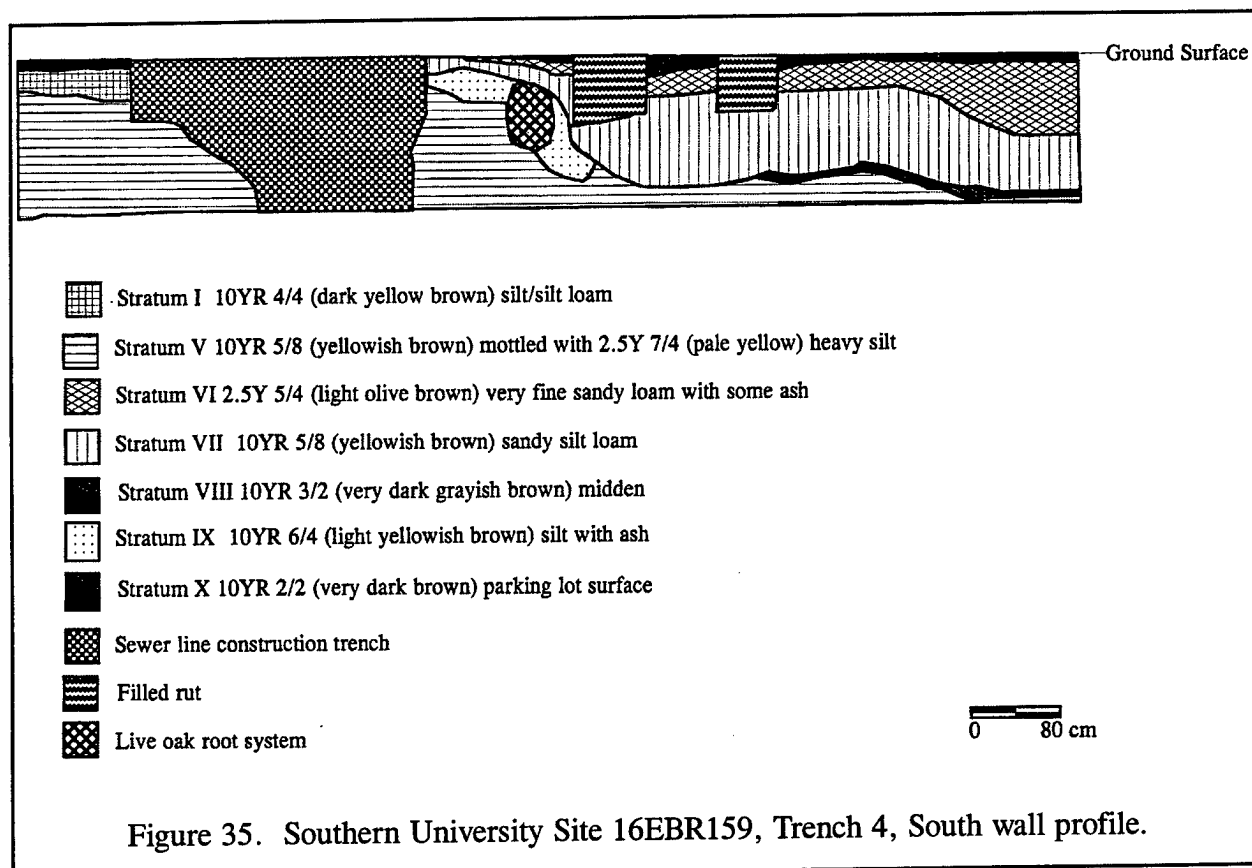 Ground Surface
Stratum I 10YR 4/4 (dark yellow brown) silt/silt loam
Stratum V 10YR 5/8 (yellowish brown) mottled with 2.5Y 7/4 (pale yellow) heavy silt
Stratum VI 2.5Y 5/4 (light olive brown) very fine sandy loam with some ash
Stratum VII 10YR 5/8 (yellowish brown) sandy silt loam
Stratum VIII 10YR 3/2 (very dark grayish brown) midden
Stratum IX 10YR 6/4 (light yellowish brown) silt with ash
Stratum X 10YR 2/2 (very dark brown) parking lot surface
Sewer line construction trench
Filled rut
Live oak root system
0 80 cm
Figure 35. Southern University Site 16EBR159, Trench 4, South wall profile.